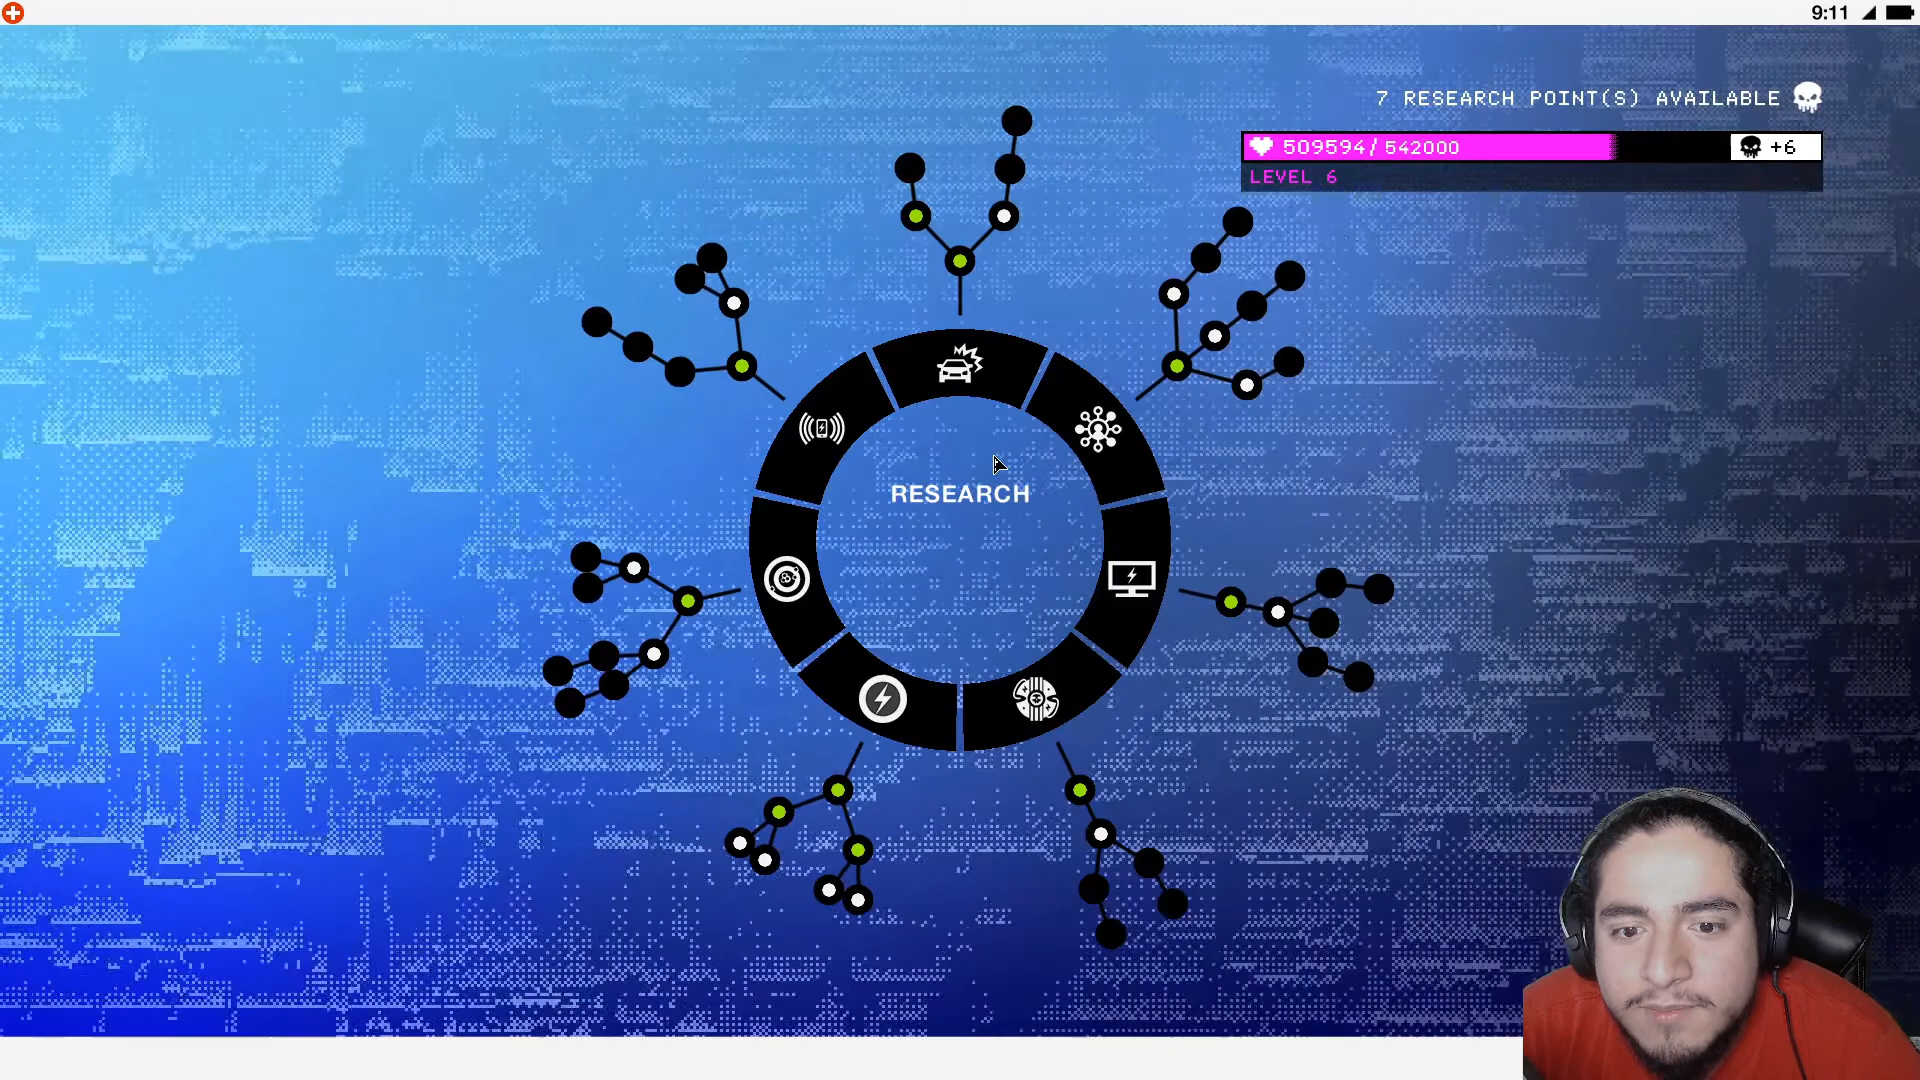 9:11
7 RESEARCH POINT(S) AVAILABLE
509594/542000
+6
LEVEL 6
RESEARCH